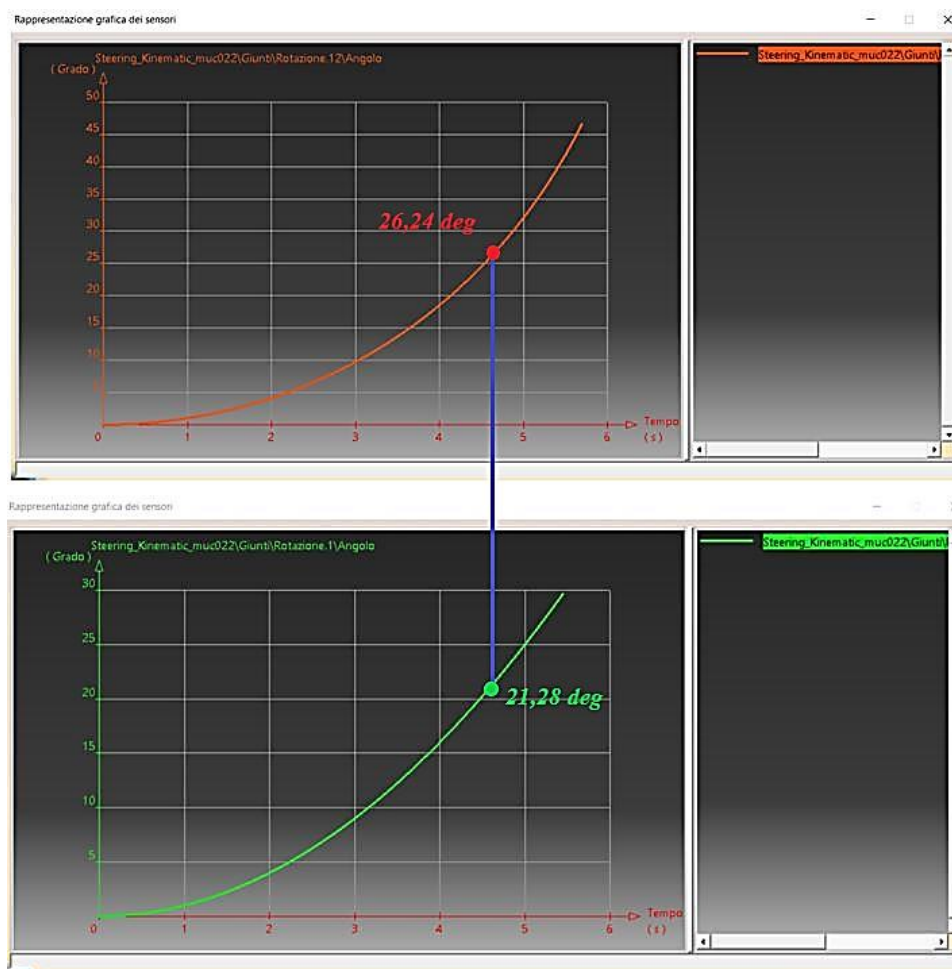 Rappresentazione grafica dei sensori
Steering_Kinematic_muc022\Giunti\Rotazione.12\Angolo
( Grado )
50
45
40
35
30
25
20
15
10
5
26,24 deg
0 1 2 3 4 5 6
Tempo
( s )
Steering_Kinematic_muc022\Giunti\
Rappresentazione grafica dei sensori
Steering_Kinematic_muc022\Giunti\Rotazione.1\Angolo
( Grado )
30
25
20
15
10
5
21,28 deg
0 1 2 3 4 5 6
Tempo
( s )
Steering_Kinematic_muc022\Giunti\